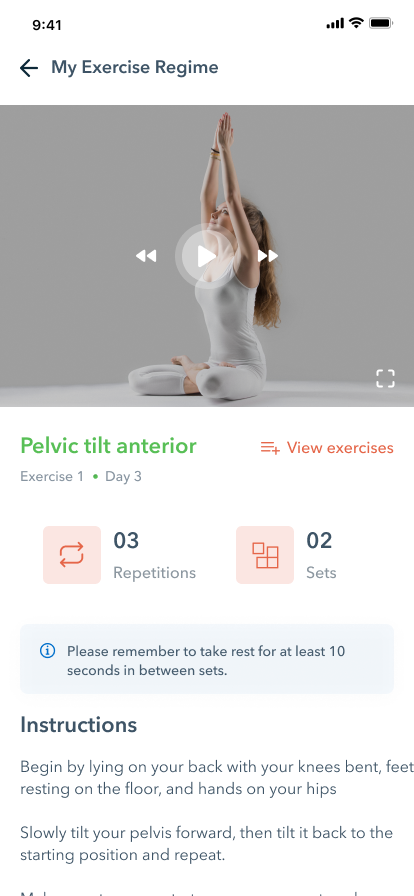 9:41
My Exercise Regime
Pelvic tilt anterior
View exercises
Exercise 1 • Day 3
03
Repetitions
02
Sets
Please remember to take rest for at least 10
seconds in between sets.
Instructions
Begin by lying on your back with your knees bent, feet
resting on the floor, and hands on your hips
Slowly tilt your pelvis forward, then tilt it back to the
starting position and repeat.